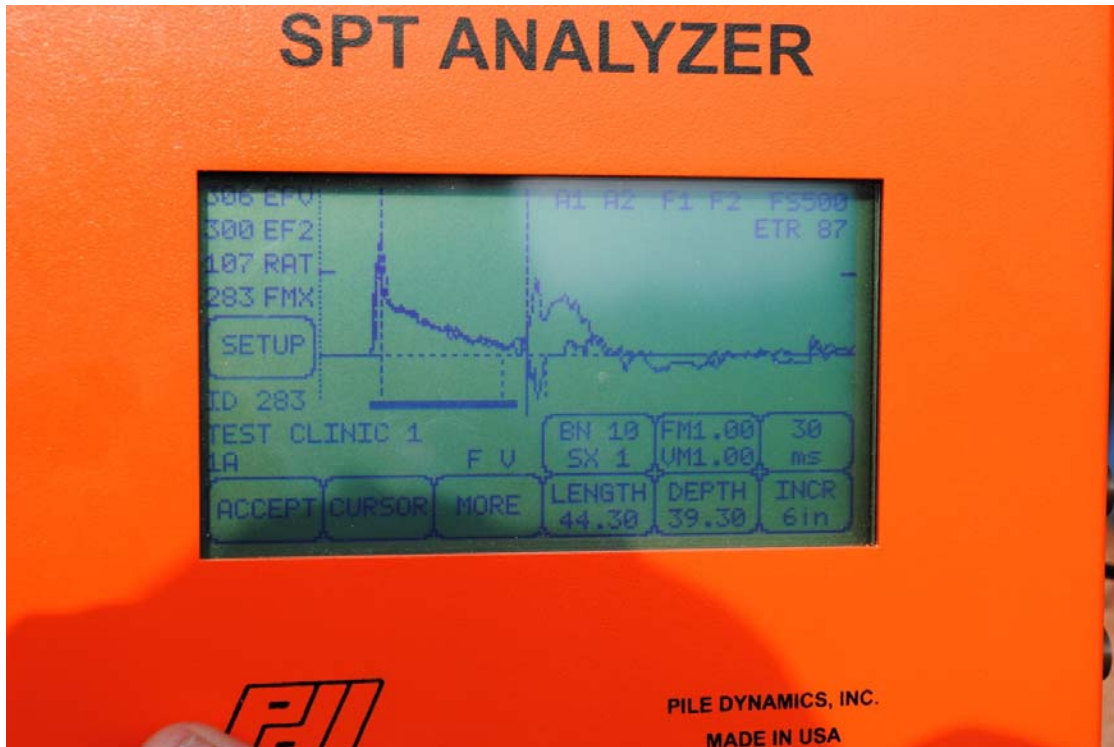 SPT ANALYZER
306 EFV A1 A2 F1 F2 FS500
300 EF2 ETR 87
107 RAT
283 FMX
SETUP
ID 283
TEST CLINIC 1
1A F V
BN 10 FM1.00 30
SX 1 VM1.00 ms
ACCEPT CURSOR MORE
LENGTH DEPTH INCR
44.30 39.30 6in
PILE DYNAMICS, INC.
MADE IN USA